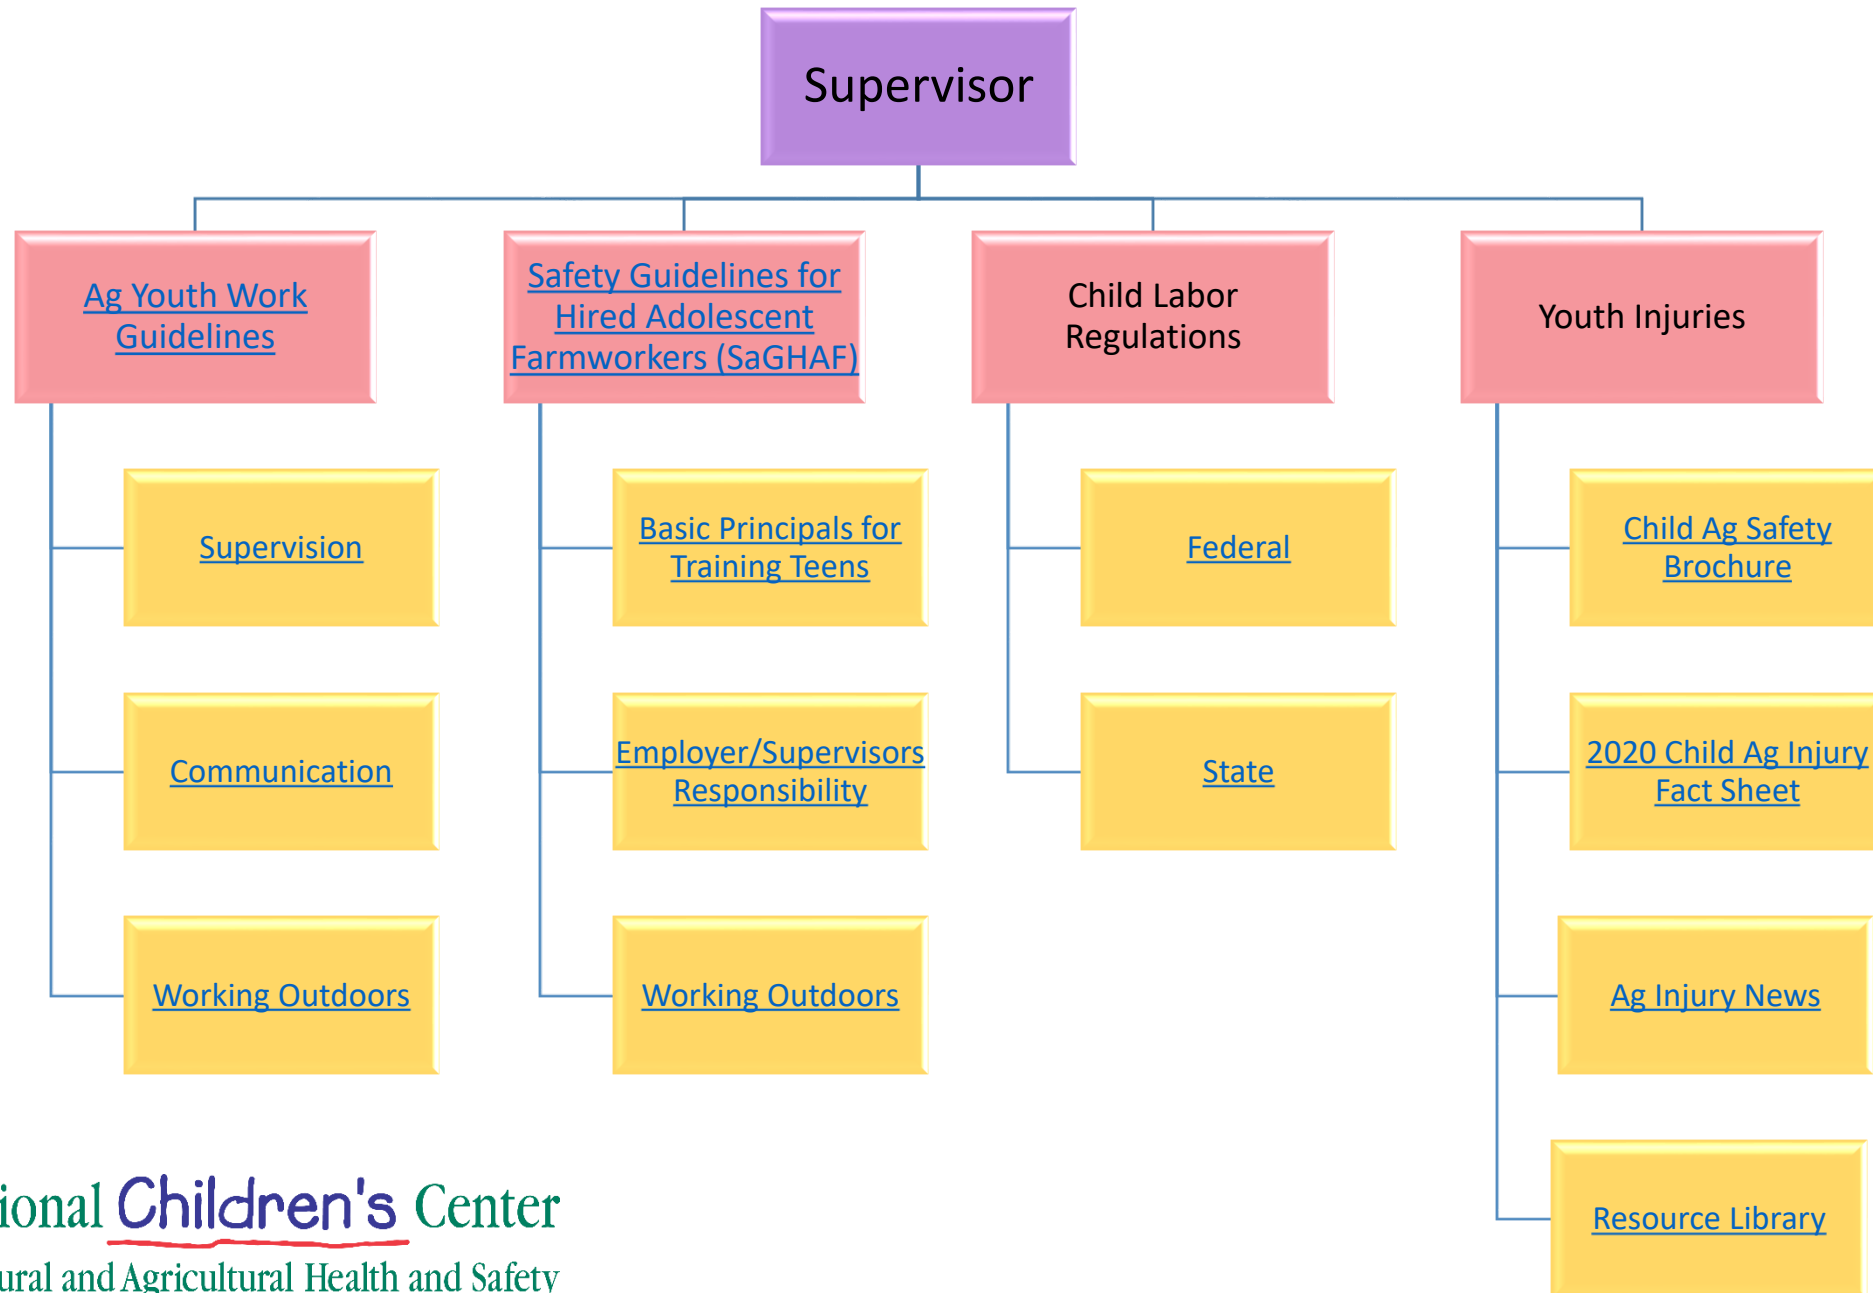 Supervisor
Ag Youth Work
Guidelines
Safety Guidelines for
Hired Adolescent
Farmworkers (SaGHAF)
Child Labor
Regulations
Youth Injuries
Supervision
Basic Principals for
Training Teens
Federal
Child Ag Safety
Brochure
Communication
Employer/Supervisors
Responsibility
State
2020 Child Ag Injury
Fact Sheet
Working Outdoors
Working Outdoors
Ag Injury News
Resource Library
ional Children's Center
ural and Agricultural Health and Safety